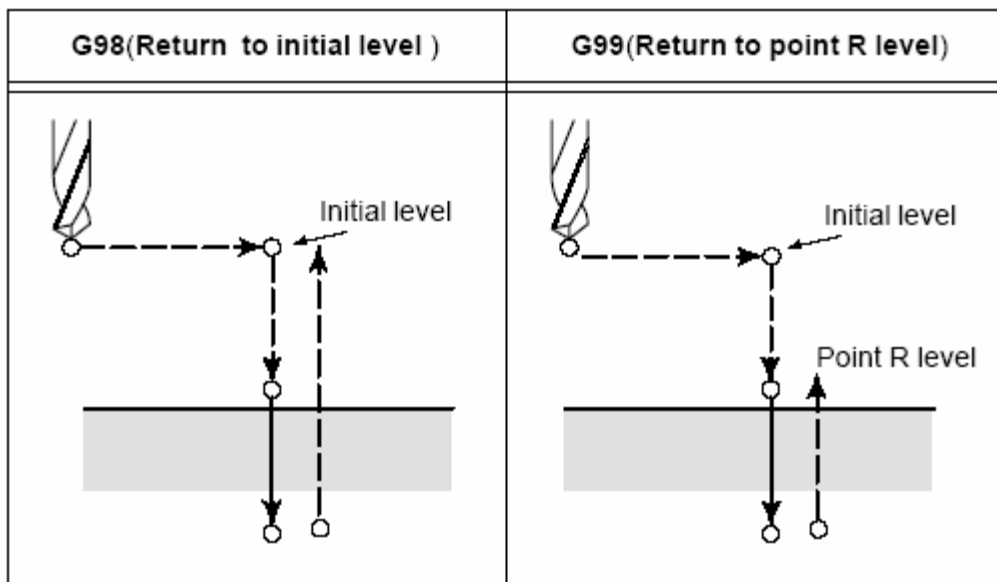 G98(Return to initial level )
G99(Return to point R level)
Initial level
Initial level
Point R level